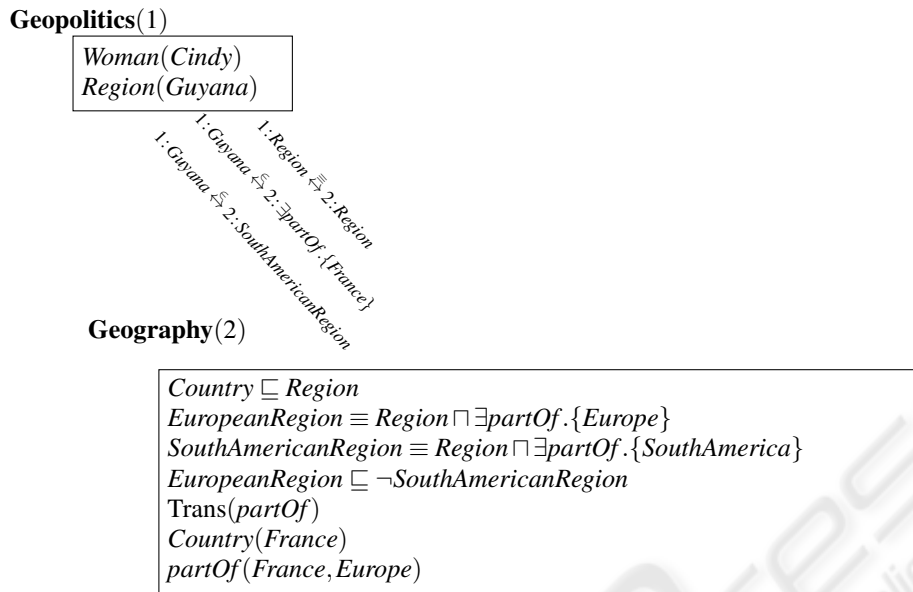 Geopolitics(1)
Woman(Cindy)
Region(Guyana)
1:Region ≡↔ 2:Region
1:Guyana ∈↔ 2:∃partOf.{France}
1:Guyana ∈↔ 2:SouthAmericanRegion
Geography(2)
Country ⊑ Region
EuropeanRegion ≡ Region ⊓ ∃partOf.{Europe}
SouthAmericanRegion ≡ Region ⊓ ∃partOf.{SouthAmerica}
EuropeanRegion ⊑ ¬SouthAmericanRegion
Trans(partOf)
Country(France)
partOf(France,Europe)